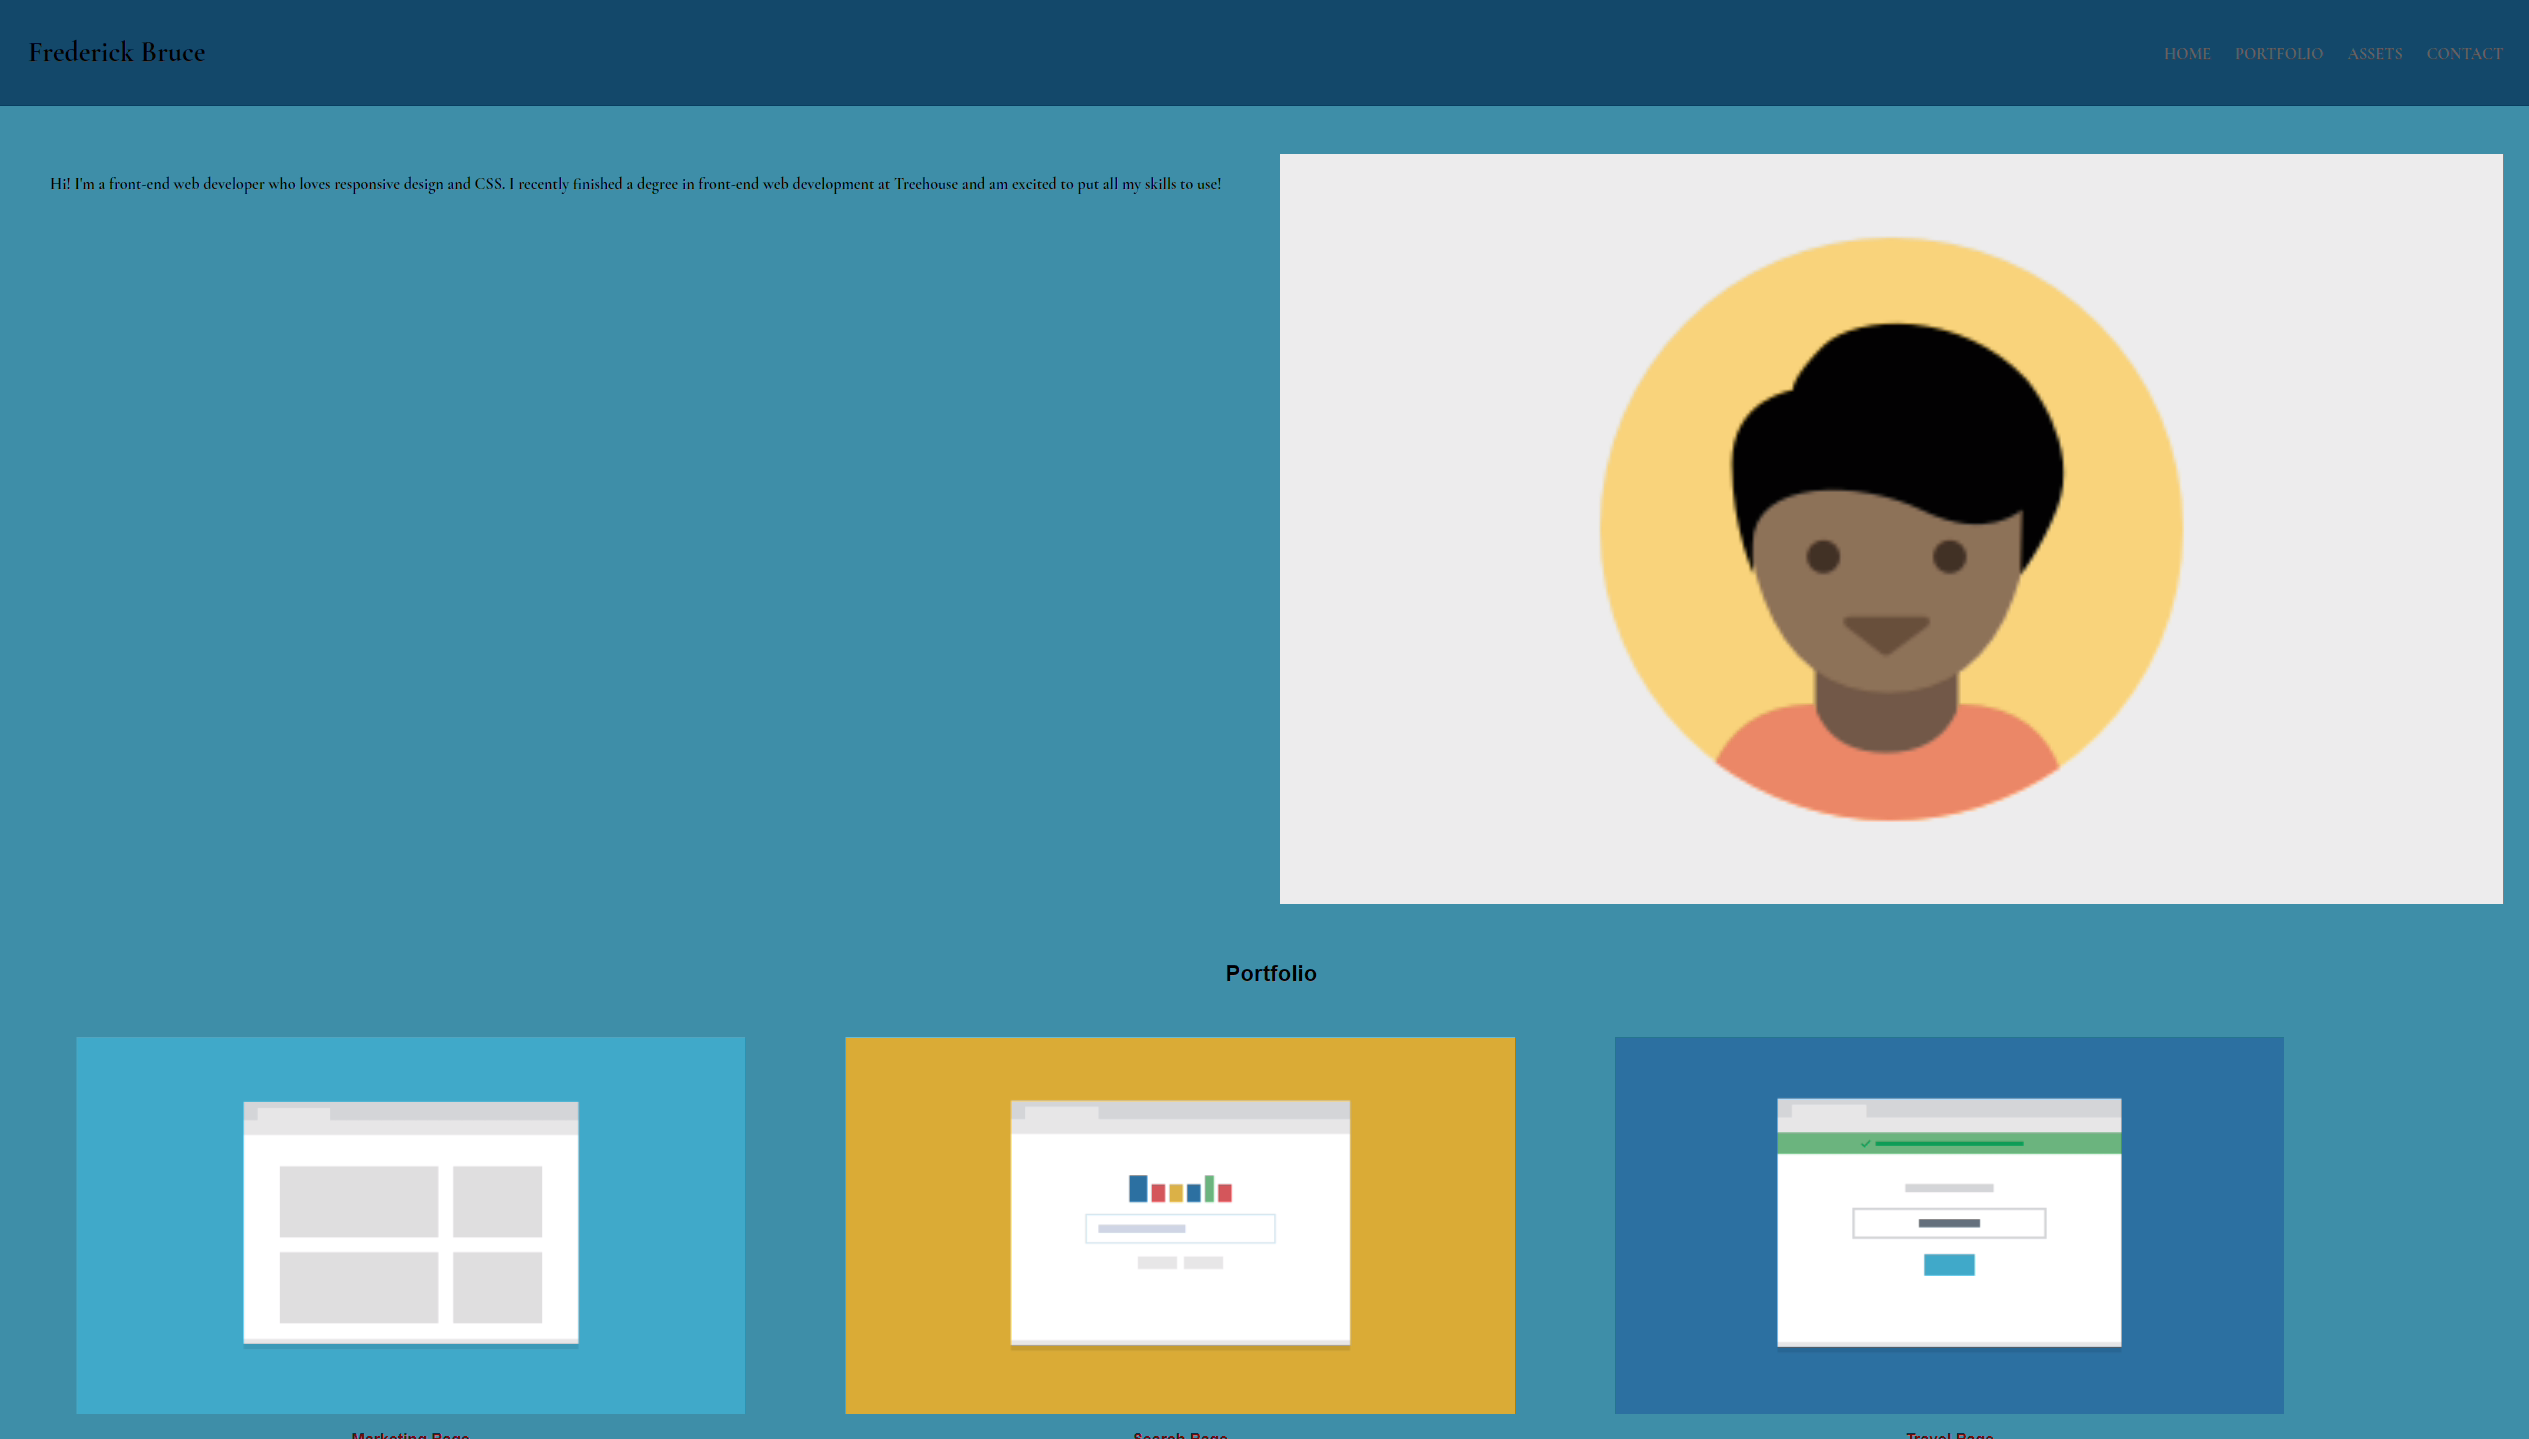 Frederick Bruce
HOME PORTFOLIO ASSETS CONTACT
Hi! I'm a front-end web developer who loves responsive design and CSS. I recently finished a degree in front-end web development at Treehouse and am excited to put all my skills to use!
Portfolio
Marketing Page
Search Page
Travel Page